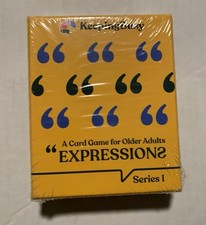 KeepingBusy
“ “ “
“ “ “
“ “ “
A Card Game for Older Adults
“ EXPRESSIONS
Series 1